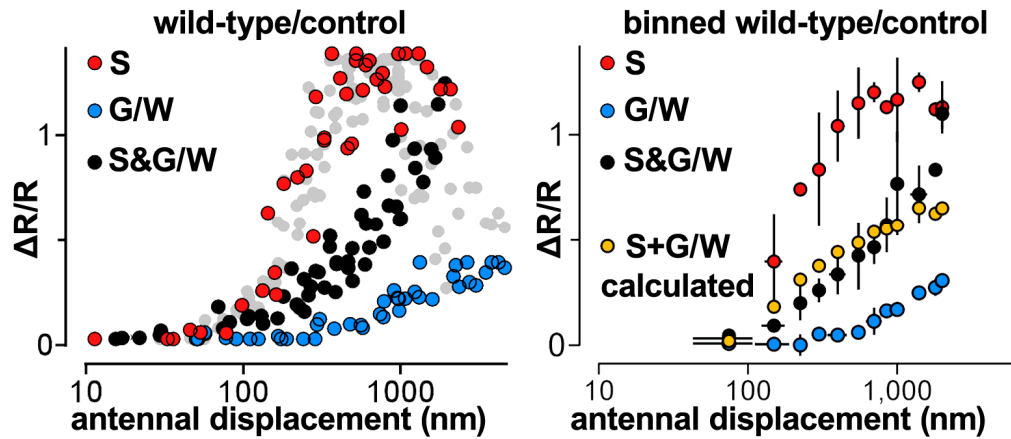 wild-type/control
S
G/W
S&G/W
1
0
ΔR/R
10
100
1000
antennal displacement (nm)
binned wild-type/control
S
G/W
S&G/W
S+G/W
calculated
1
0
ΔR/R
10
100
1,000
antennal displacement (nm)